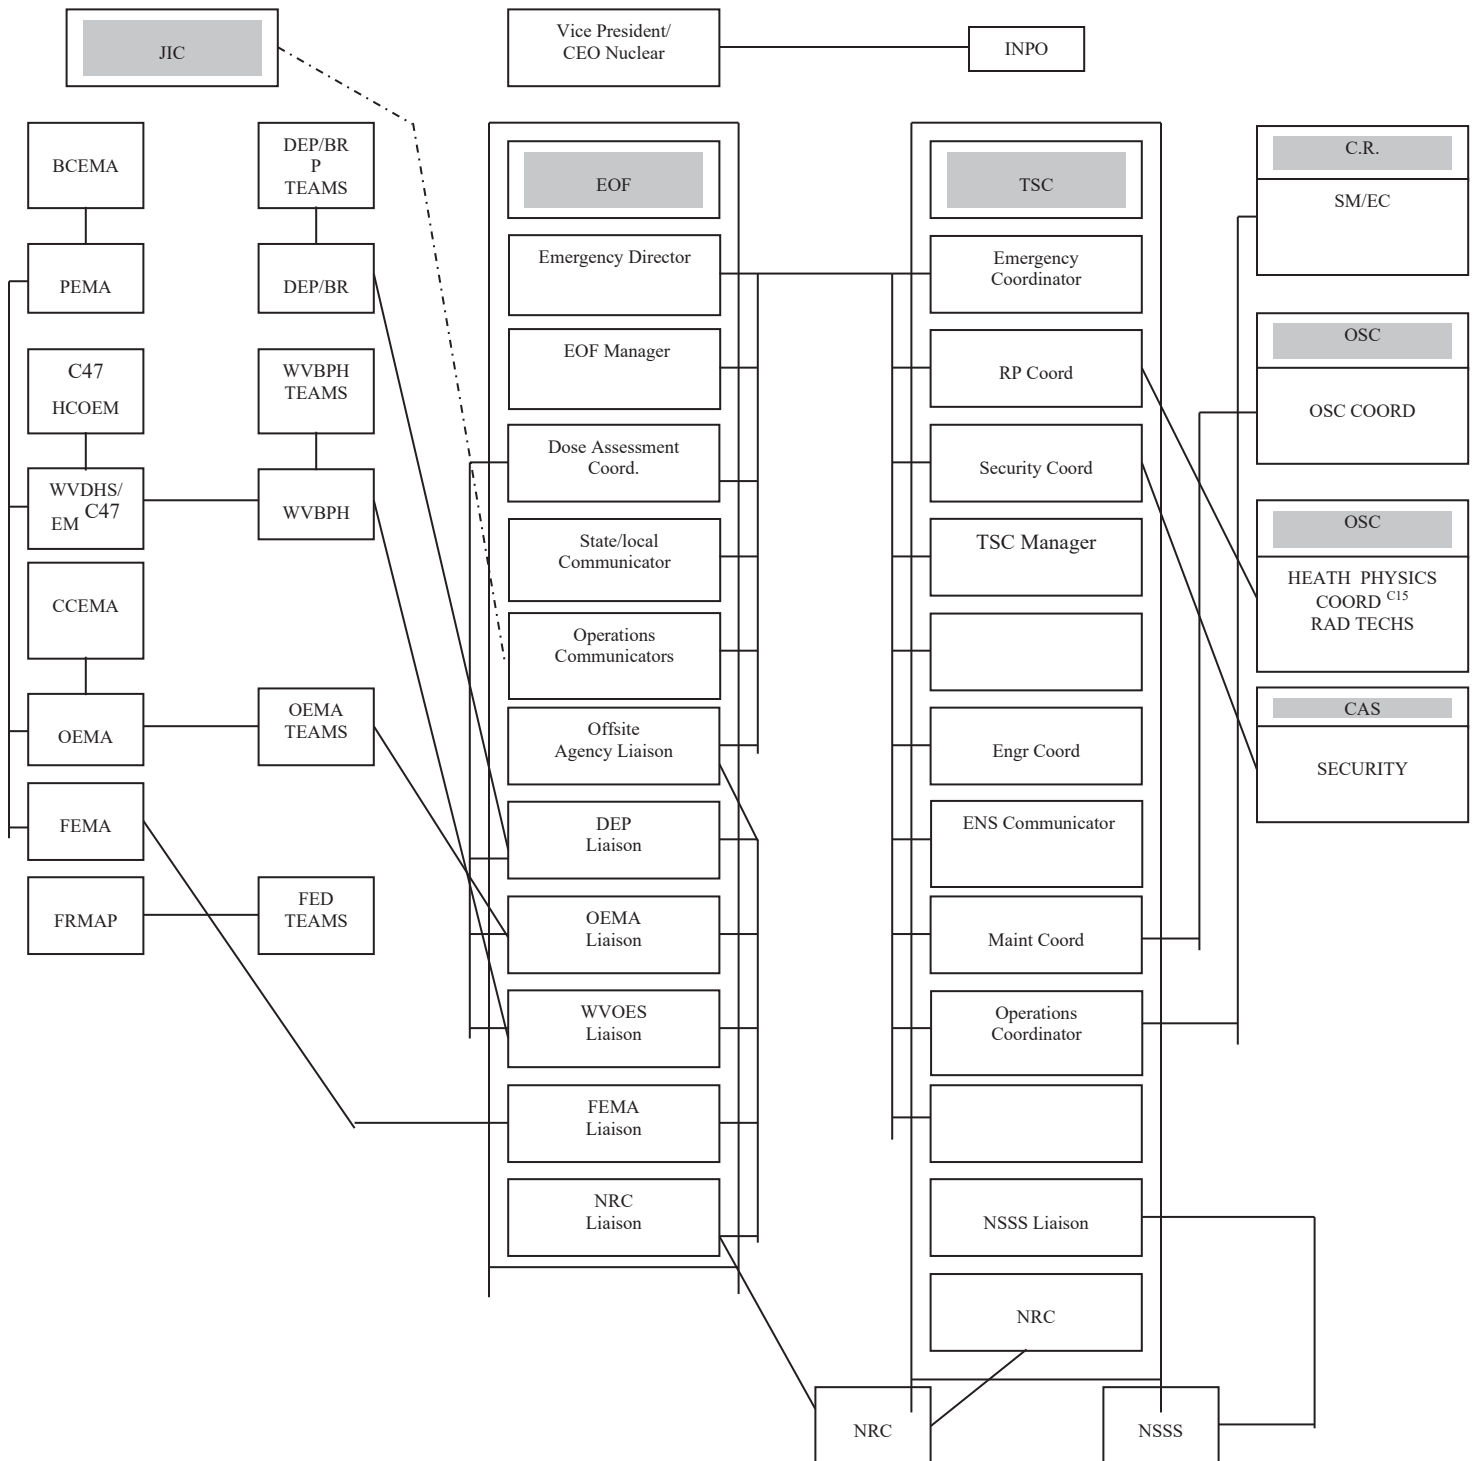 JIC
Vice President/
CEO Nuclear
INPO
BCEMA
DEP/BR
P
TEAMS
PEMA
DEP/BR
C47
HCOEM
WVBPH
TEAMS
WVDHS/
EM C47
WVBPH
CCEMA
OEMA
OEMA
TEAMS
FEMA
FRMAP
FED
TEAMS
EOF
Emergency Director
EOF Manager
Dose Assessment
Coord.
State/local
Communicator
Operations
Communicators
Offsite
Agency Liaison
DEP
Liaison
OEMA
Liaison
WVOES
Liaison
FEMA
Liaison
NRC
Liaison
TSC
Emergency
Coordinator
RP Coord
Security Coord
TSC Manager
Engr Coord
ENS Communicator
Maint Coord
Operations
Coordinator
NSSS Liaison
NRC
C.R.
SM/EC
OSC
OSC COORD
OSC
HEATH PHYSICS
COORD C15
RAD TECHS
CAS
SECURITY
NRC
NSSS